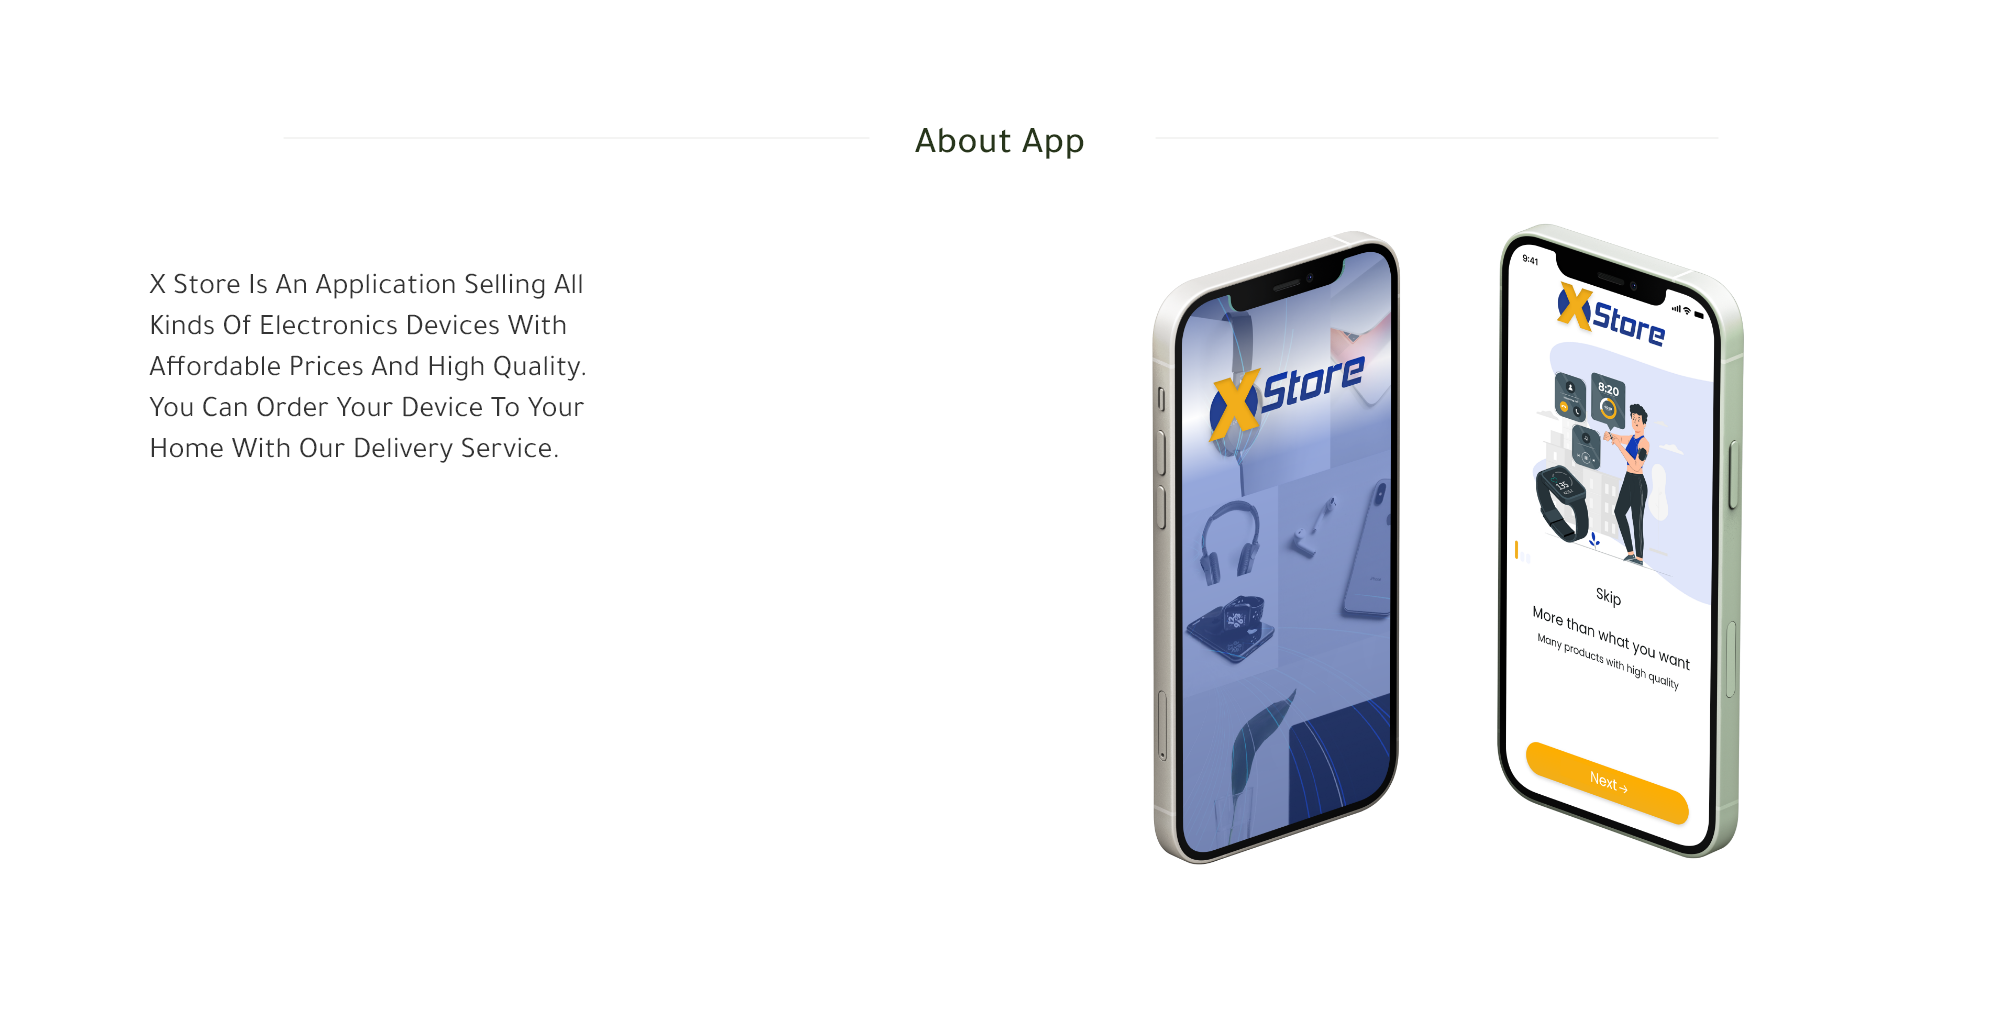 About App
X Store Is An Application Selling All
Kinds Of Electronics Devices With
Affordable Prices And High Quality.
You Can Order Your Device To Your
Home With Our Delivery Service.
X Store
9:41
X Store
8:20
135
Skip
More than what you want
Many products with high quality
Next→